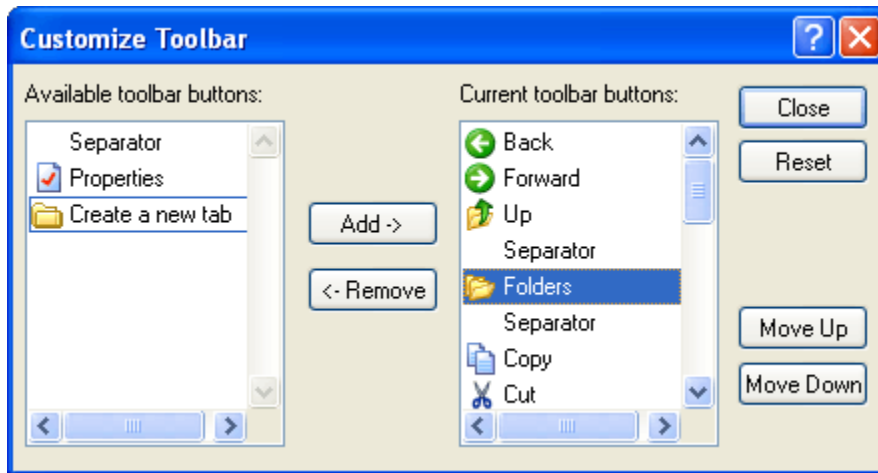 Customize Toolbar
?
Available toolbar buttons:
Separator
Properties
Create a new tab
Add ->
<- Remove
Current toolbar buttons:
Back
Forward
Up
Separator
Folders
Separator
Copy
Cut
Close
Reset
Move Up
Move Down